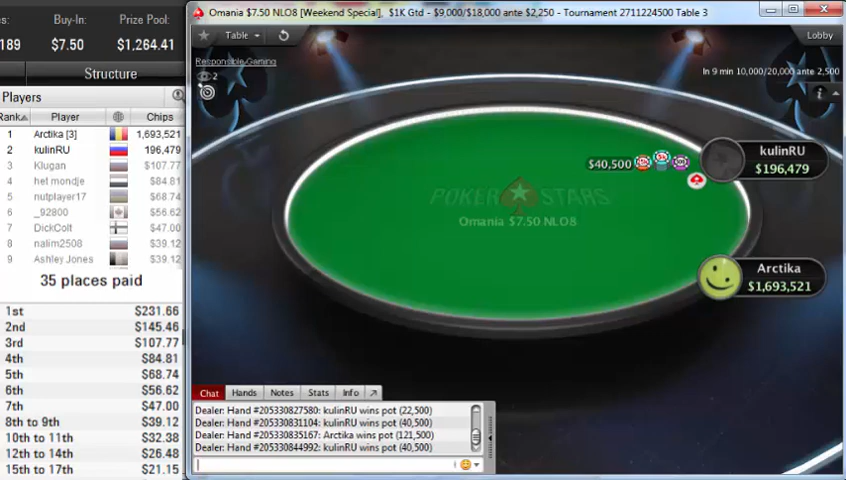 es:
Buy-In:
Prize Pool:
189
$7.50
$1,264.41
Structure
Players
Rank
Player
Chips
1 Arctika [3] 1,693,521
2 kulinRU 196,479
3 Klugan $107.77
4 het mondje $84.81
5 nutplayer17 $68.74
6 _92800 $56.62
7 DickColt $47.00
8 nalim2508 $39.12
9 Ashley Jones $39.12
35 places paid
1st $231.66
2nd $145.46
3rd $107.77
4th $84.81
5th $68.74
6th $56.62
7th $47.00
8th to 9th $39.12
10th to 11th $32.38
12th to 14th $26.48
15th to 17th $21.15
Omania $7.50 NLO8 [Weekend Special], $1K Gtd - $9,000/$18,000 ante $2,250 - Tournament 2711224500 Table 3
Table
Lobby
Responsible Gaming
2
In 9 min 10,000/20,000 ante 2,500
i
$40,500
kulinRU
$196,479
POKER STARS
Omania $7.50 NLO8
Arctika
$1,693,521
Chat Hands Notes Stats Info
Dealer: Hand #205330827580: kulinRU wins pot (22,500)
Dealer: Hand #205330831104: kulinRU wins pot (40,500)
Dealer: Hand #205330835167: Arctika wins pot (121,500)
Dealer: Hand #205330844992: kulinRU wins pot (40,500)